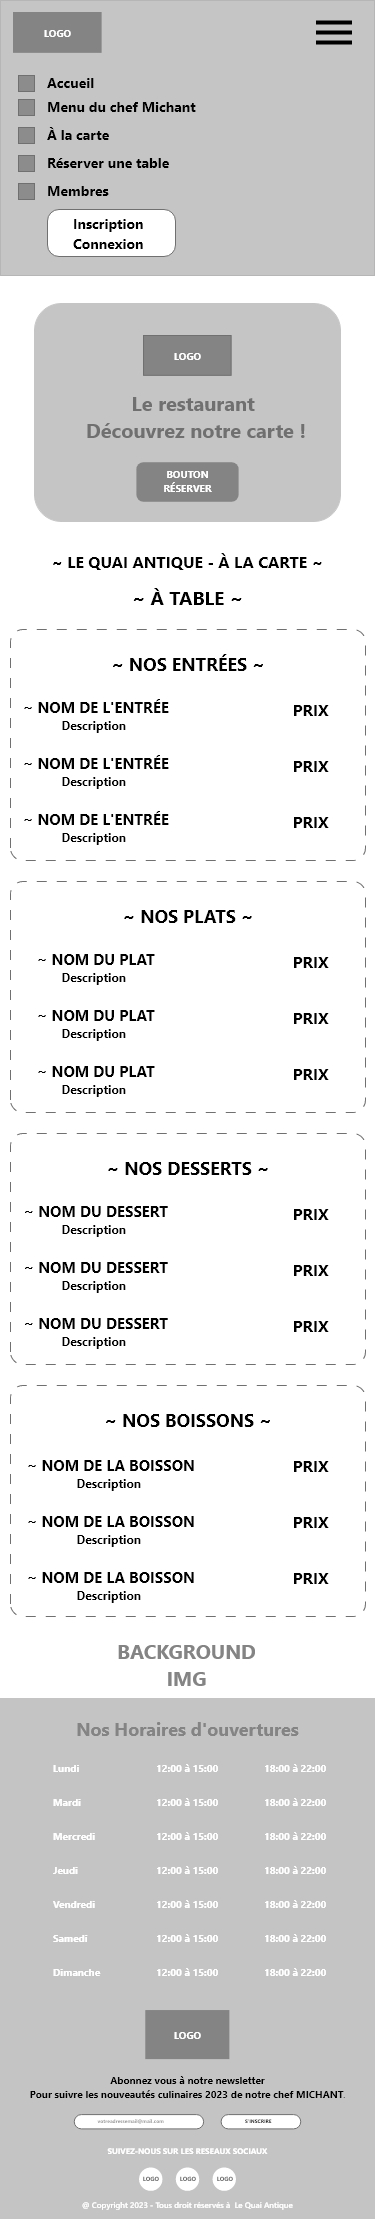 LOGO
Accueil
Menu du chef Michant
À la carte
Réserver une table
Membres
Inscription
Connexion
LOGO
Le restaurant
Découvrez notre carte !
BOUTON
RÉSERVER
~ LE QUAI ANTIQUE - À LA CARTE ~
~ À TABLE ~
~ NOS ENTRÉES ~
~ NOM DE L'ENTRÉE PRIX
Description
~ NOM DE L'ENTRÉE PRIX
Description
~ NOM DE L'ENTRÉE PRIX
Description
~ NOS PLATS ~
~ NOM DU PLAT PRIX
Description
~ NOM DU PLAT PRIX
Description
~ NOM DU PLAT PRIX
Description
~ NOS DESSERTS ~
~ NOM DU DESSERT PRIX
Description
~ NOM DU DESSERT PRIX
Description
~ NOM DU DESSERT PRIX
Description
~ NOS BOISSONS ~
~ NOM DE LA BOISSON PRIX
Description
~ NOM DE LA BOISSON PRIX
Description
~ NOM DE LA BOISSON PRIX
Description
BACKGROUND
IMG
Nos Horaires d'ouvertures
Lundi 12:00 à 15:00 18:00 à 22:00
Mardi 12:00 à 15:00 18:00 à 22:00
Mercredi 12:00 à 15:00 18:00 à 22:00
Jeudi 12:00 à 15:00 18:00 à 22:00
Vendredi 12:00 à 15:00 18:00 à 22:00
Samedi 12:00 à 15:00 18:00 à 22:00
Dimanche 12:00 à 15:00 18:00 à 22:00
LOGO
Abonnez vous à notre newsletter
Pour suivre les nouveautés culinaires 2023 de notre chef MICHANT.
S'INSCRIRE
SUIVEZ-NOUS SUR LES RESEAUX SOCIAUX
LOGO LOGO LOGO
@ Copyright 2023 - Tous droit réservés à Le Quai Antique